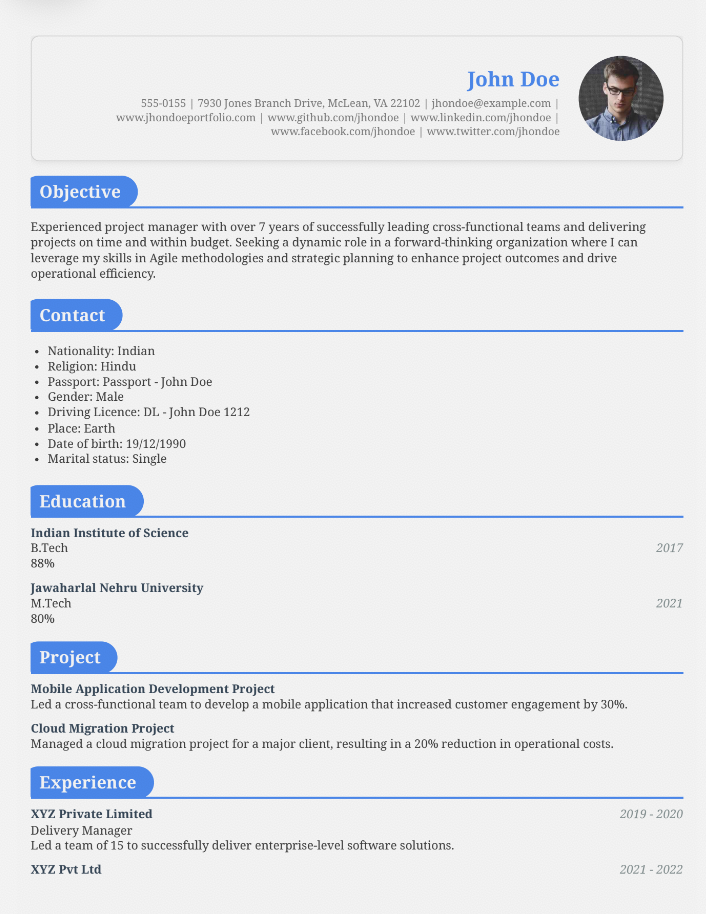 John Doe
555-0155 | 7930 Jones Branch Drive, McLean, VA 22102 | jhondoe@example.com |
www.jhondoeportfolio.com | www.github.com/jhondoe | www.linkedin.com/jhondoe |
www.facebook.com/jhondoe | www.twitter.com/jhondoe
Objective
Experienced project manager with over 7 years of successfully leading cross-functional teams and delivering
projects on time and within budget. Seeking a dynamic role in a forward-thinking organization where I can
leverage my skills in Agile methodologies and strategic planning to enhance project outcomes and drive
operational efficiency.
Contact
• Nationality: Indian
• Religion: Hindu
• Passport: Passport - John Doe
• Gender: Male
• Driving Licence: DL - John Doe 1212
• Place: Earth
• Date of birth: 19/12/1990
• Marital status: Single
Education
Indian Institute of Science
B.Tech 2017
88%
Jawaharlal Nehru University
M.Tech 2021
80%
Project
Mobile Application Development Project
Led a cross-functional team to develop a mobile application that increased customer engagement by 30%.
Cloud Migration Project
Managed a cloud migration project for a major client, resulting in a 20% reduction in operational costs.
Experience
XYZ Private Limited 2019 - 2020
Delivery Manager
Led a team of 15 to successfully deliver enterprise-level software solutions.
XYZ Pvt Ltd 2021 - 2022